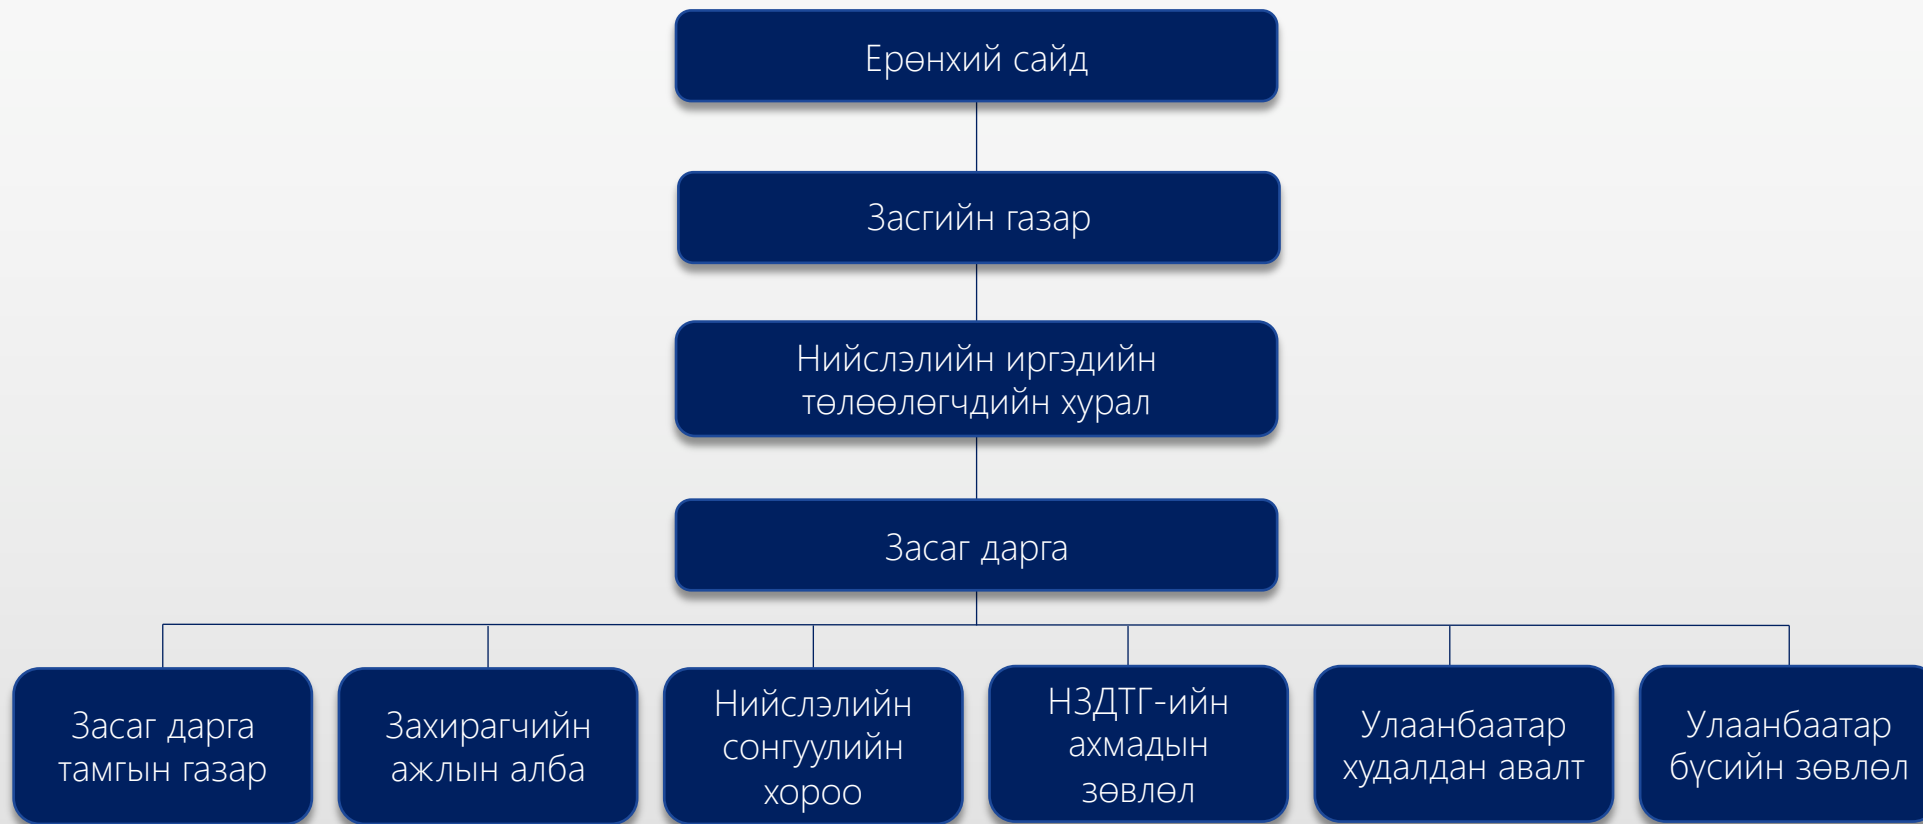 Ерөнхий сайд
Засгийн газар
Нийслэлийн иргэдийн
төлөөлөгчдийн хурал
Засаг дарга
Засаг дарга
тамгын газар
Захирагчийн
ажлын алба
Нийслэлийн
сонгуулийн
хороо
НЗДТГ-ийн
ахмадын
зөвлөл
Улаанбаатар
худалдан авалт
Улаанбаатар
бүсийн зөвлөл